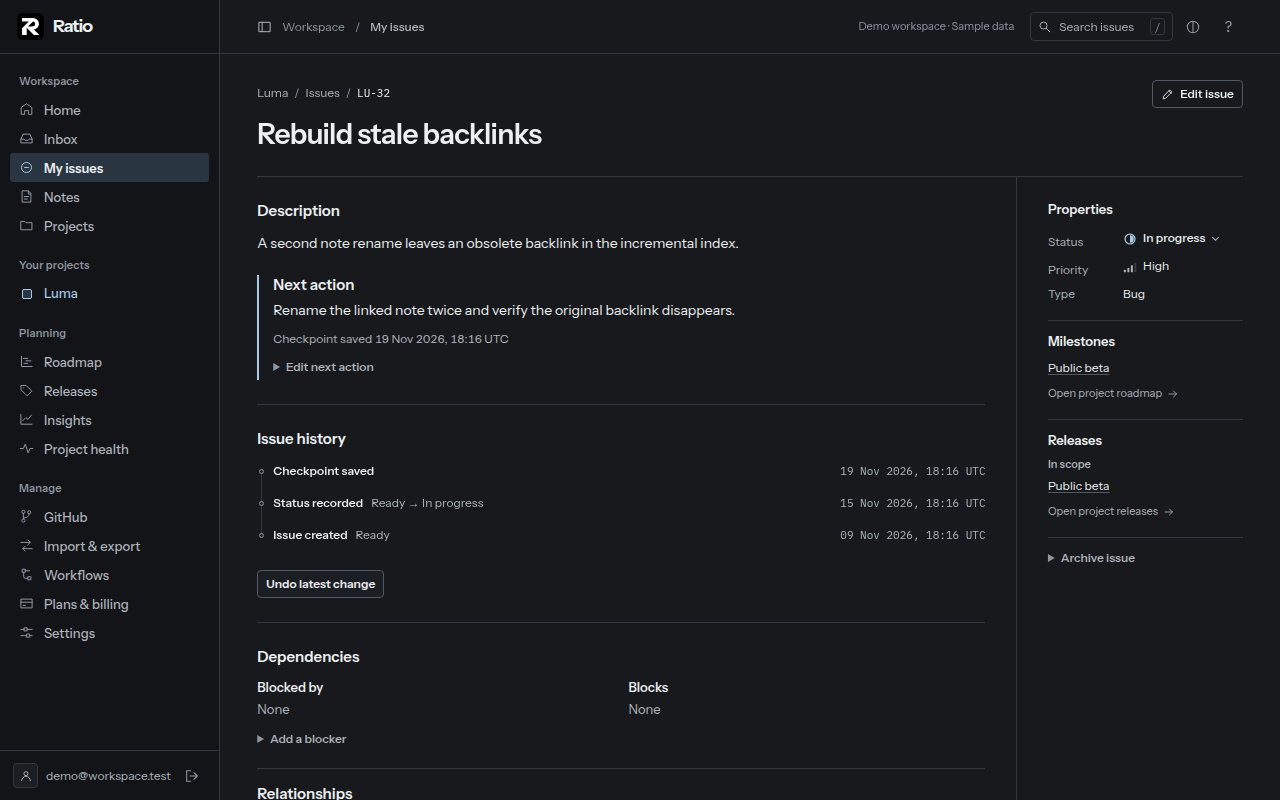 Ratio
Workspace / My issues
Demo workspace · Sample data
Search issues /
?
Workspace
Home
Inbox
My issues
Notes
Projects
Your projects
Luma
Planning
Roadmap
Releases
Insights
Project health
Manage
GitHub
Import & export
Workflows
Plans & billing
Settings
demo@workspace.test
Luma / Issues / LU-32
Edit issue
Rebuild stale backlinks
Description
A second note rename leaves an obsolete backlink in the incremental index.
Next action
Rename the linked note twice and verify the original backlink disappears.
Checkpoint saved 19 Nov 2026, 18:16 UTC
Edit next action
Issue history
Checkpoint saved 19 Nov 2026, 18:16 UTC
Status recorded Ready → In progress 15 Nov 2026, 18:16 UTC
Issue created Ready 09 Nov 2026, 18:16 UTC
Undo latest change
Dependencies
Blocked by
None
Blocks
None
Add a blocker
Relationships
Properties
Status In progress
Priority High
Type Bug
Milestones
Public beta
Open project roadmap →
Releases
In scope
Public beta
Open project releases →
Archive issue